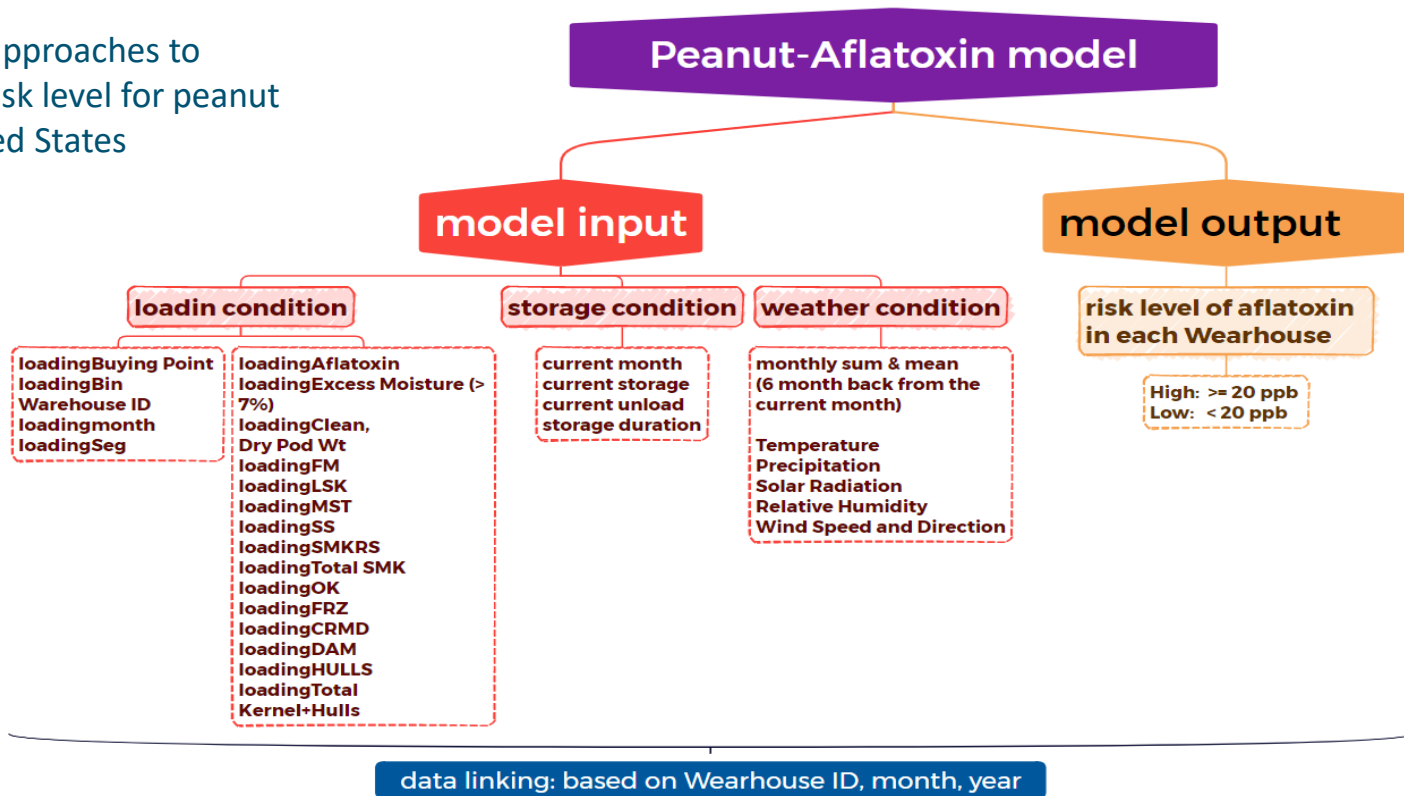 pproaches to
sk level for peanut
ed States
Peanut-Aflatoxin model
model input
model output
loadin condition
storage condition
weather condition
risk level of aflatoxin
in each Wearhouse
loadingBuying Point
loadingBin
Warehouse ID
loadingmonth
loadingSeg
loadingAflatoxin
loadingExcess Moisture (>
7%)
loadingClean,
Dry Pod Wt
loadingFM
loadingLSK
loadingMST
loadingSS
loadingSMKRS
loadingTotal SMK
loadingOK
loadingFRZ
loadingCRMD
loadingDAM
loadingHULLS
loadingTotal
Kernel+Hulls
current month
current storage
current unload
storage duration
monthly sum & mean
(6 month back from the
current month)
Temperature
Precipitation
Solar Radiation
Relative Humidity
Wind Speed and Direction
High: >= 20 ppb
Low: < 20 ppb
data linking: based on Wearhouse ID, month, year